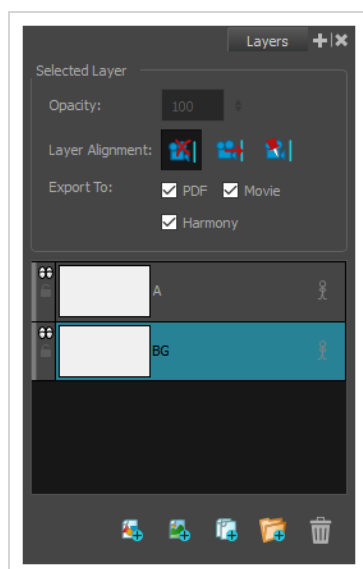 Layers
Selected Layer
Opacity: 100
Layer Alignment:
Export To: PDF Movie
Harmony
A
BG